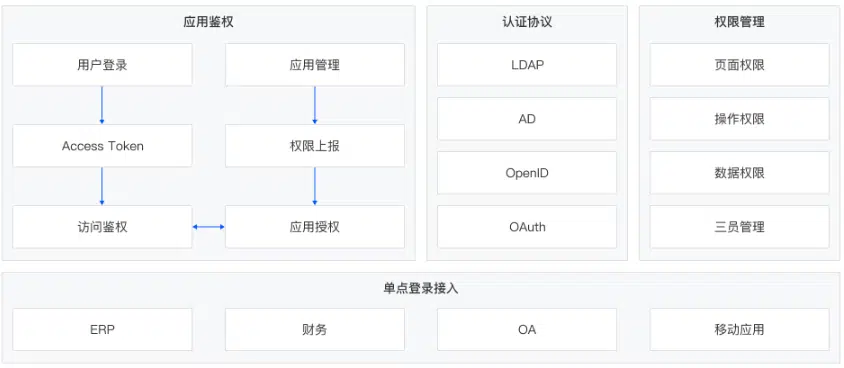 应用鉴权
用户登录
应用管理
Access Token
权限上报
访问鉴权
应用授权
认证协议
LDAP
AD
OpenID
OAuth
权限管理
页面权限
操作权限
数据权限
三员管理
单点登录接入
ERP
财务
OA
移动应用